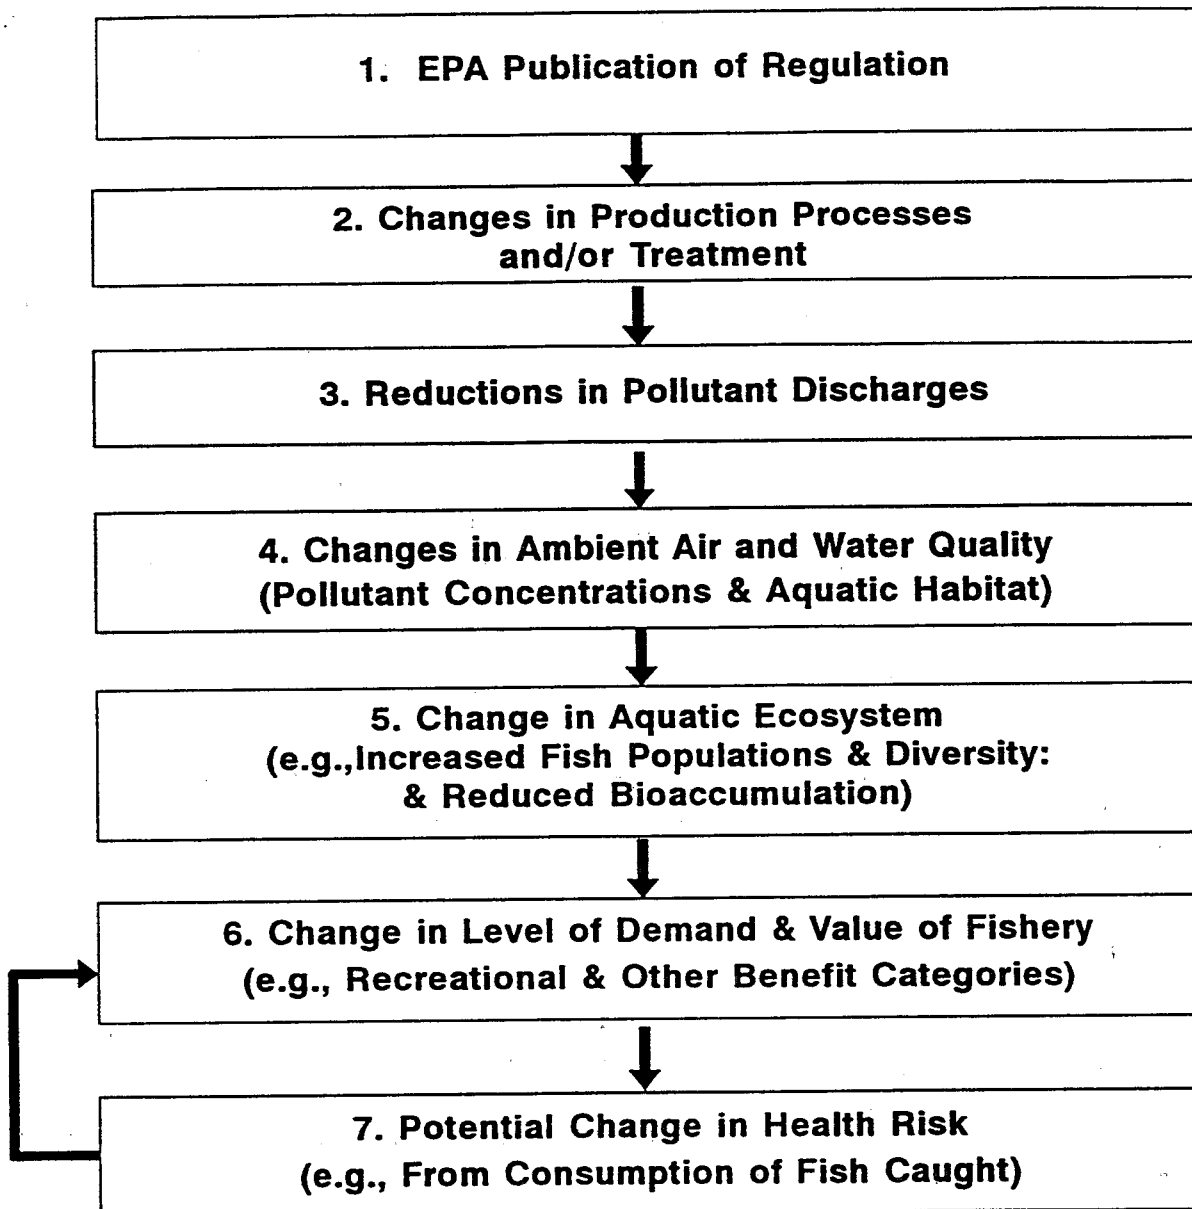 1. EPA Publication of Regulation
2. Changes in Production Processes
and/or Treatment
3. Reductions in Pollutant Discharges
4. Changes in Ambient Air and Water Quality
(Pollutant Concentrations & Aquatic Habitat)
5. Change in Aquatic Ecosystem
(e.g.,Increased Fish Populations & Diversity:
& Reduced Bioaccumulation)
6. Change in Level of Demand & Value of Fishery
(e.g., Recreational & Other Benefit Categories)
7. Potential Change in Health Risk
(e.g., From Consumption of Fish Caught)